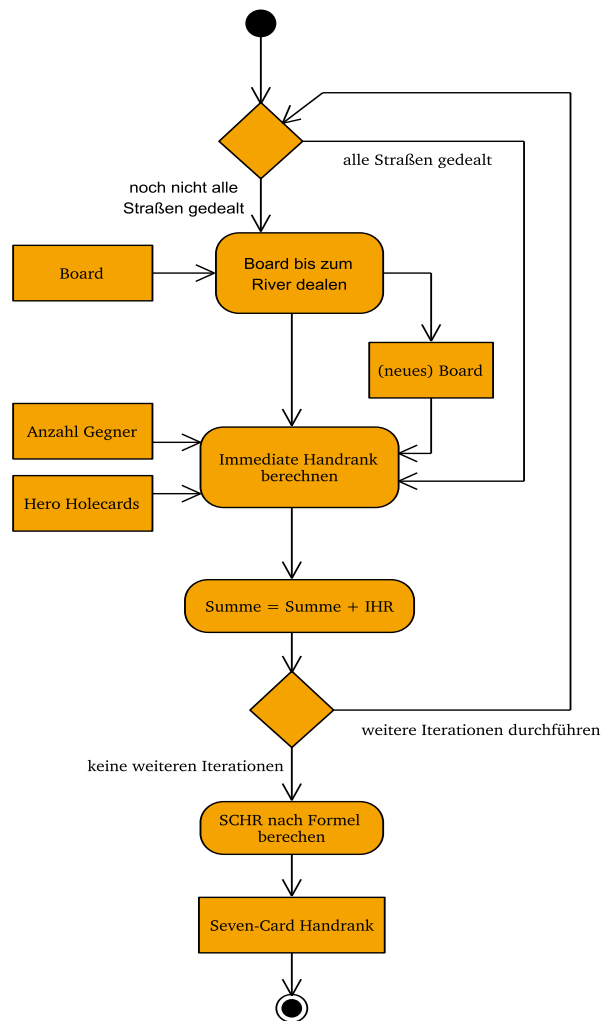 alle Straßen gedealt
noch nicht alle
Straßen gedealt
Board
Board bis zum
River dealen
(neues) Board
Anzahl Gegner
Immediate Handrank
berechnen
Hero Holecards
Summe = Summe + IHR
weitere Iterationen durchführen
keine weiteren Iterationen
SCHR nach Formel
berechen
Seven-Card Handrank